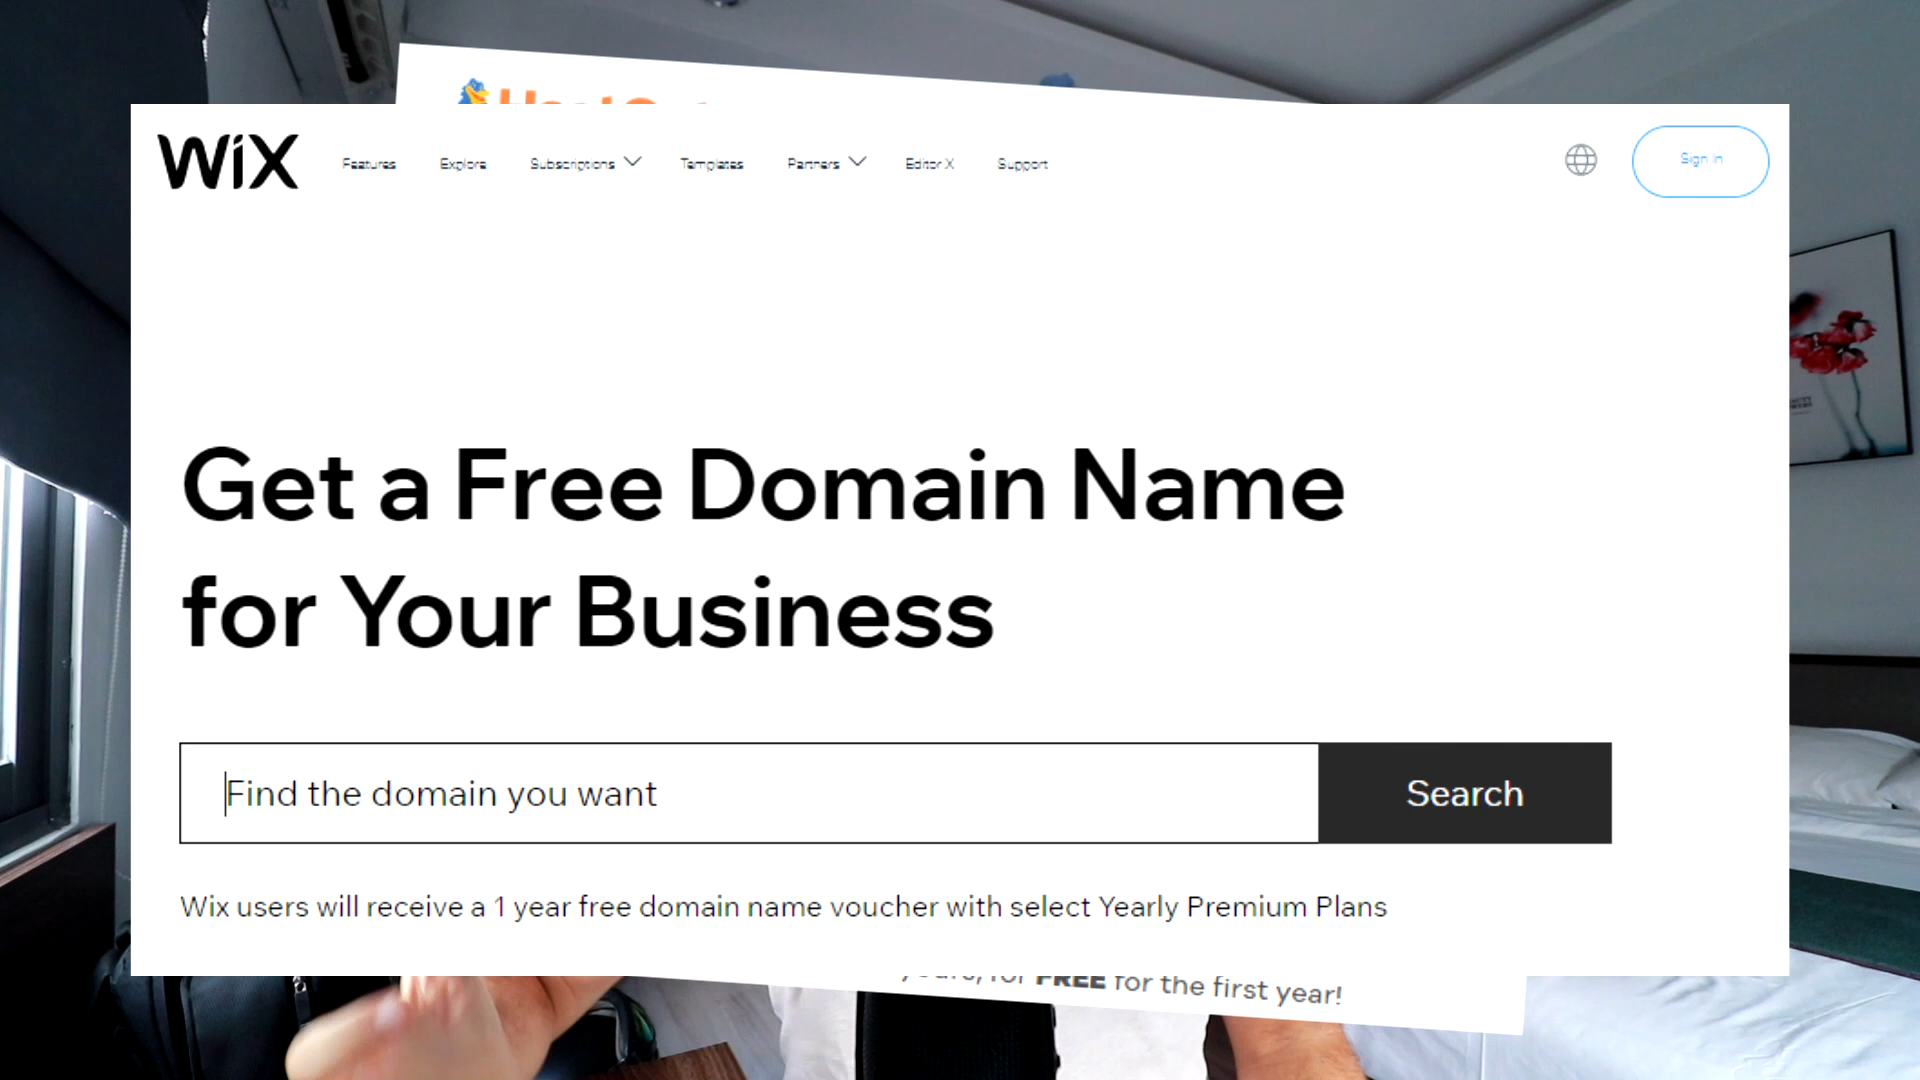 WiX
Features Explore Subscriptions Templates Partners Editor X Support
Sign In
Get a Free Domain Name
for Your Business
Find the domain you want
Search
Wix users will receive a 1 year free domain name voucher with select Yearly Premium Plans
for FREE for the first year!